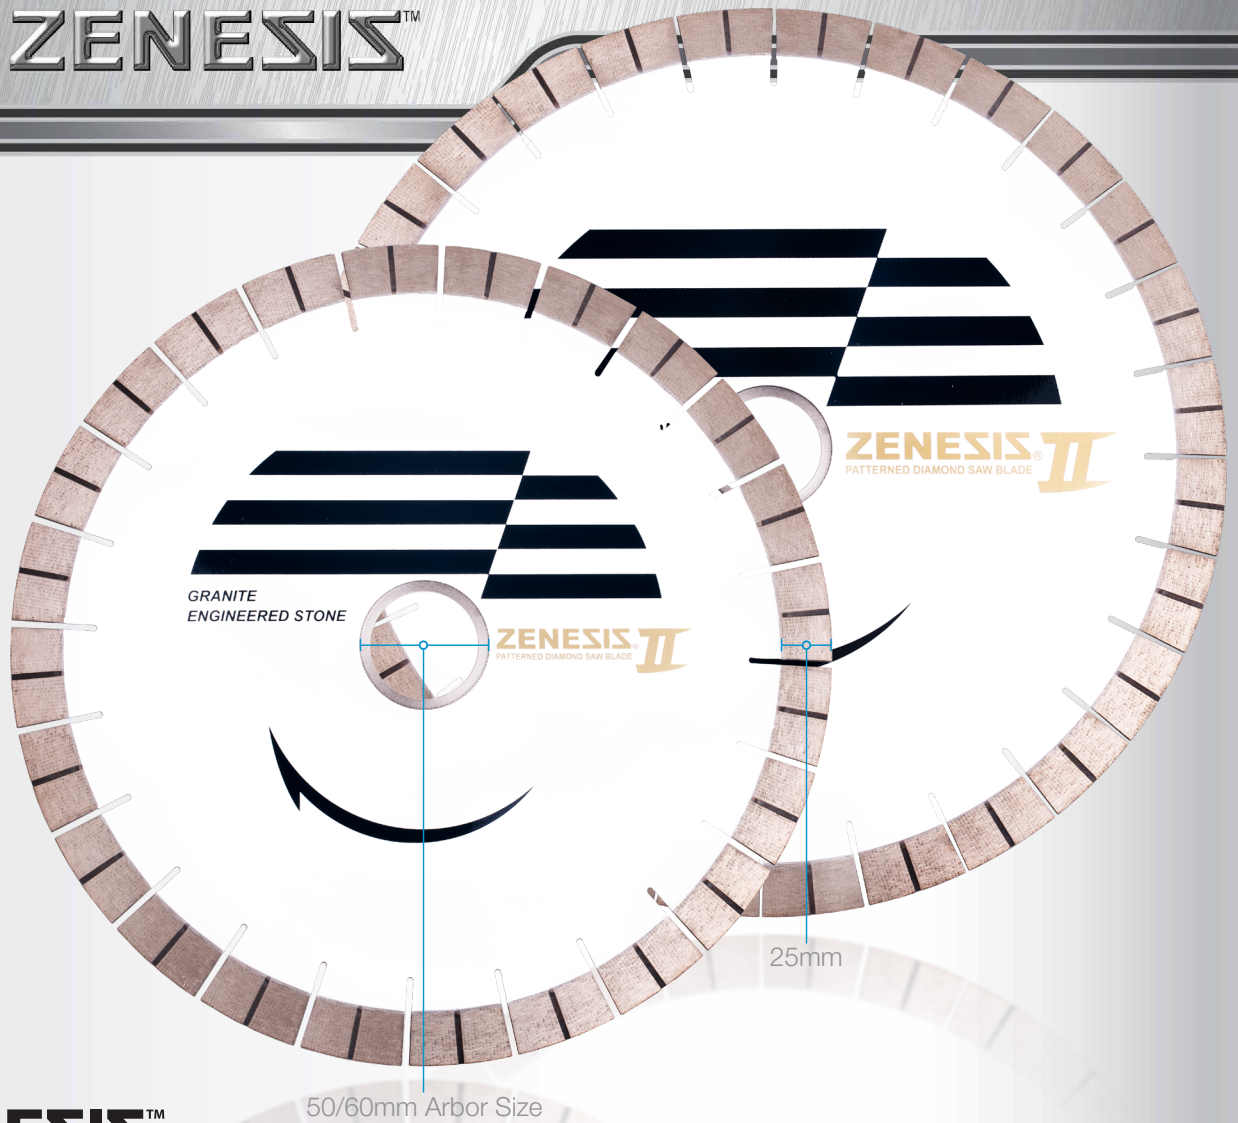 ZENESIS™
ZENESIS® II
PATTERNED DIAMOND SAW BLADE
GRANITE
ENGINEERED STONE
ZENESIS® II
PATTERNED DIAMOND SAW BLADE
25mm
50/60mm Arbor Size
ESIS™